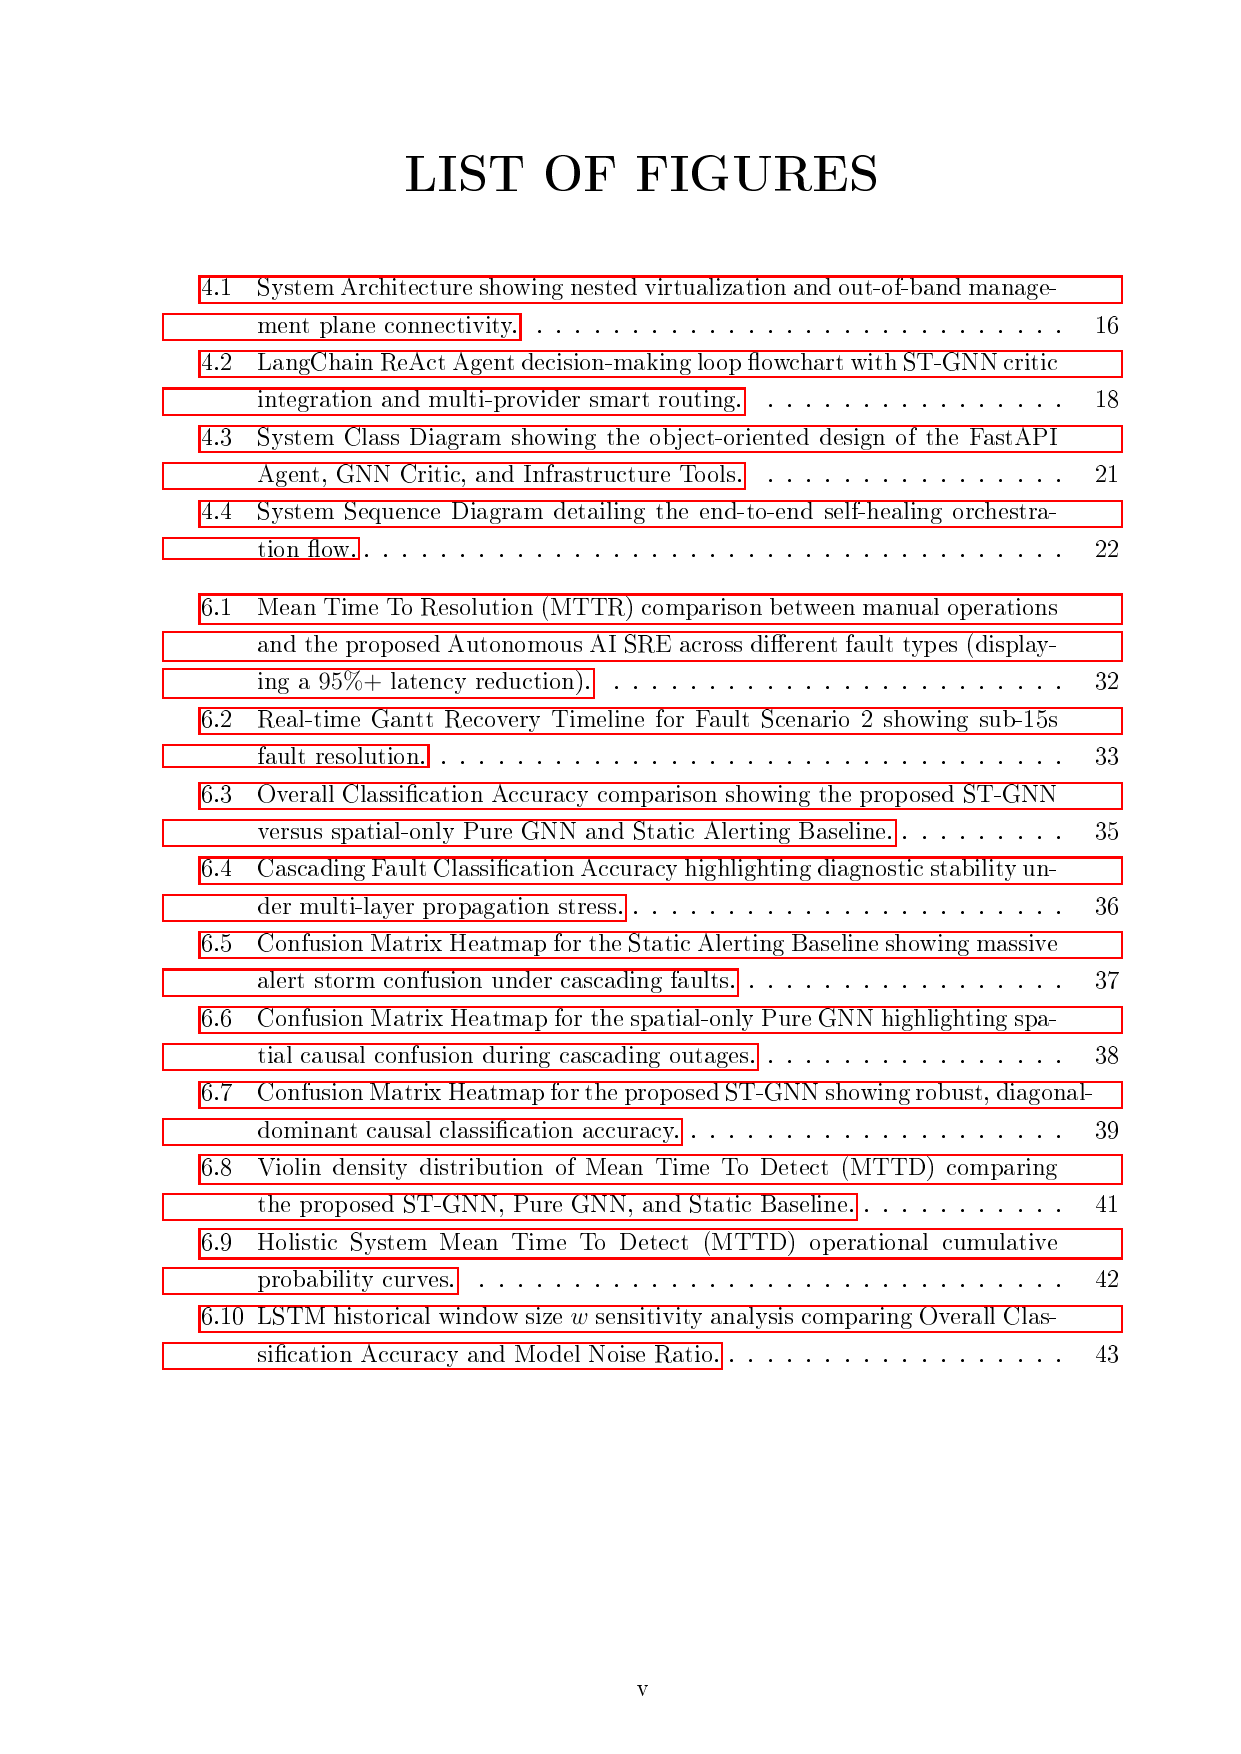 LIST OF FIGURES
4.1 System Architecture showing nested virtualization and out-of-band manage-
ment plane connectivity. . . . . . . . . . . . . . . . . . . . . . . . . . . . . 16
4.2 LangChain ReAct Agent decision-making loop flowchart with ST-GNN critic
integration and multi-provider smart routing. . . . . . . . . . . . . . . . . 18
4.3 System Class Diagram showing the object-oriented design of the FastAPI
Agent, GNN Critic, and Infrastructure Tools. . . . . . . . . . . . . . . . . 21
4.4 System Sequence Diagram detailing the end-to-end self-healing orchestra-
tion flow. . . . . . . . . . . . . . . . . . . . . . . . . . . . . . . . . . . . . 22
6.1 Mean Time To Resolution (MTTR) comparison between manual operations
and the proposed Autonomous AI SRE across different fault types (display-
ing a 95%+ latency reduction). . . . . . . . . . . . . . . . . . . . . . . . . 32
6.2 Real-time Gantt Recovery Timeline for Fault Scenario 2 showing sub-15s
fault resolution. . . . . . . . . . . . . . . . . . . . . . . . . . . . . . . . . . 33
6.3 Overall Classification Accuracy comparison showing the proposed ST-GNN
versus spatial-only Pure GNN and Static Alerting Baseline. . . . . . . . . . 35
6.4 Cascading Fault Classification Accuracy highlighting diagnostic stability un-
der multi-layer propagation stress. . . . . . . . . . . . . . . . . . . . . . . . 36
6.5 Confusion Matrix Heatmap for the Static Alerting Baseline showing massive
alert storm confusion under cascading faults. . . . . . . . . . . . . . . . . . 37
6.6 Confusion Matrix Heatmap for the spatial-only Pure GNN highlighting spa-
tial causal confusion during cascading outages. . . . . . . . . . . . . . . . . 38
6.7 Confusion Matrix Heatmap for the proposed ST-GNN showing robust, diagonal-
dominant causal classification accuracy. . . . . . . . . . . . . . . . . . . . . 39
6.8 Violin density distribution of Mean Time To Detect (MTTD) comparing
the proposed ST-GNN, Pure GNN, and Static Baseline. . . . . . . . . . . . 41
6.9 Holistic System Mean Time To Detect (MTTD) operational cumulative
probability curves. . . . . . . . . . . . . . . . . . . . . . . . . . . . . . . . 42
6.10 LSTM historical window size w sensitivity analysis comparing Overall Clas-
sification Accuracy and Model Noise Ratio. . . . . . . . . . . . . . . . . . . 43
v